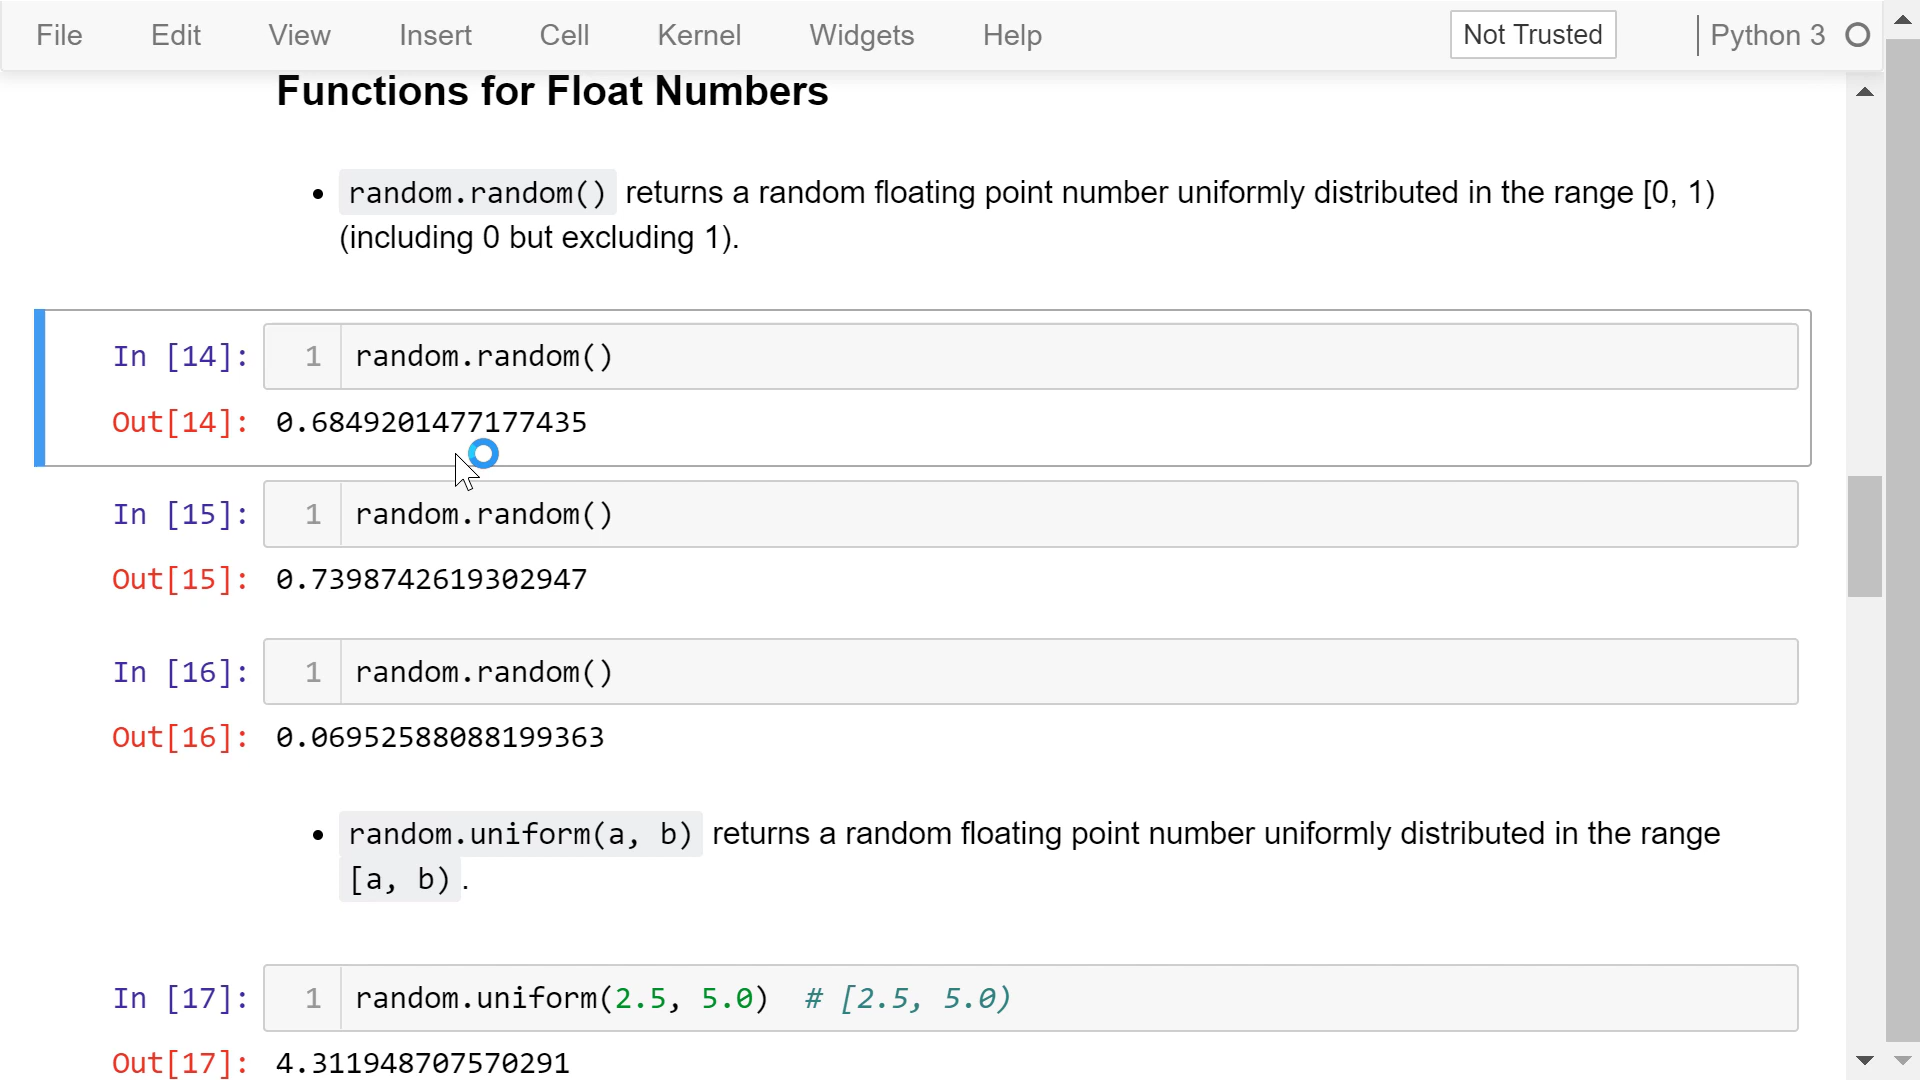 File Edit View Insert Cell Kernel Widgets Help Not Trusted Python 3
Functions for Float Numbers
random.random() returns a random floating point number uniformly distributed in the range [0, 1)
(including 0 but excluding 1).
In [14]: 1 random.random()
Out[14]: 0.6849201477177435
In [15]: 1 random.random()
Out[15]: 0.7398742619302947
In [16]: 1 random.random()
Out[16]: 0.06952588088199363
random.uniform(a, b) returns a random floating point number uniformly distributed in the range
[a, b).
In [17]: 1 random.uniform(2.5, 5.0)  # [2.5, 5.0)
Out[17]: 4.311948707570291